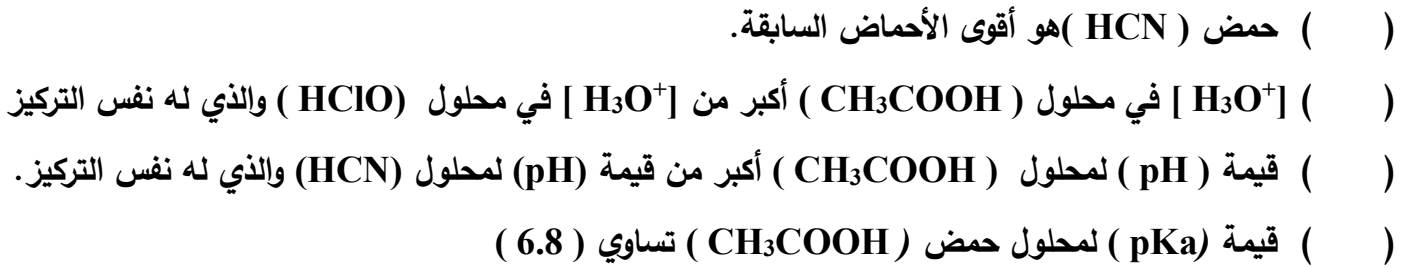 (     ) حمض ( HCN )هو أقوى الأحماض السابقة.
(     ) [H₃O⁺ ] في محلول ( CH₃COOH ) أكبر من [H₃O⁺ ] في محلول (HClO ) والذي له نفس التركيز
(     ) قيمة ( pH ) لمحلول ( CH₃COOH ) أكبر من قيمة (pH) لمحلول (HCN) والذي له نفس التركيز.
(     ) قيمة (pKa ) لمحلول حمض ( CH₃COOH ) تساوي ( 6.8 )